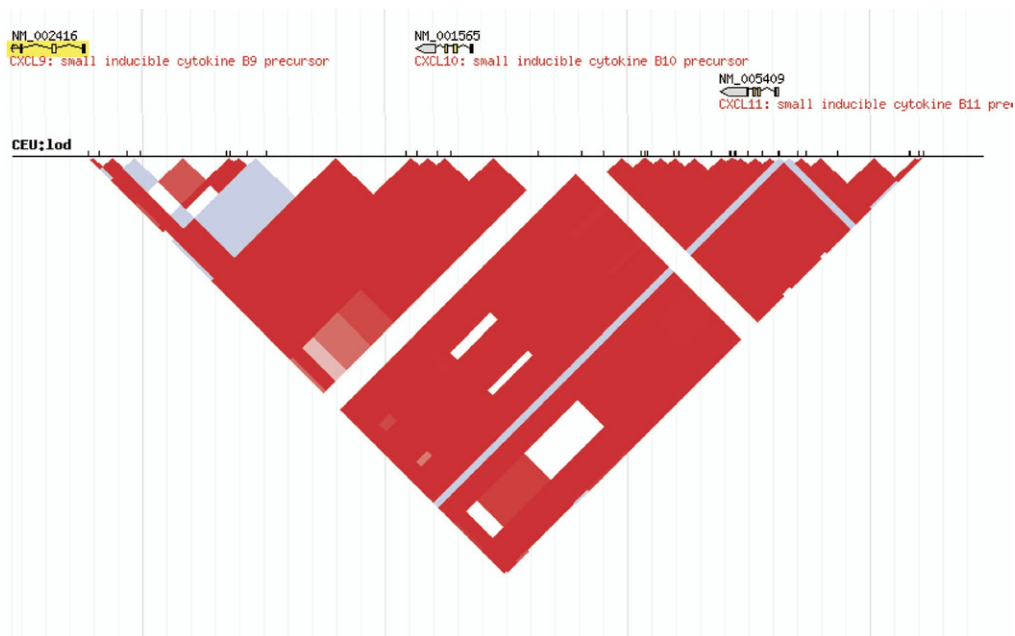 NM_002416
CXCL9: small inducible cytokine B9 precursor
NM_001565
CXCL10: small inducible cytokine B10 precursor
NM_005409
CXCL11: small inducible cytokine B11 pre
CEU:lod